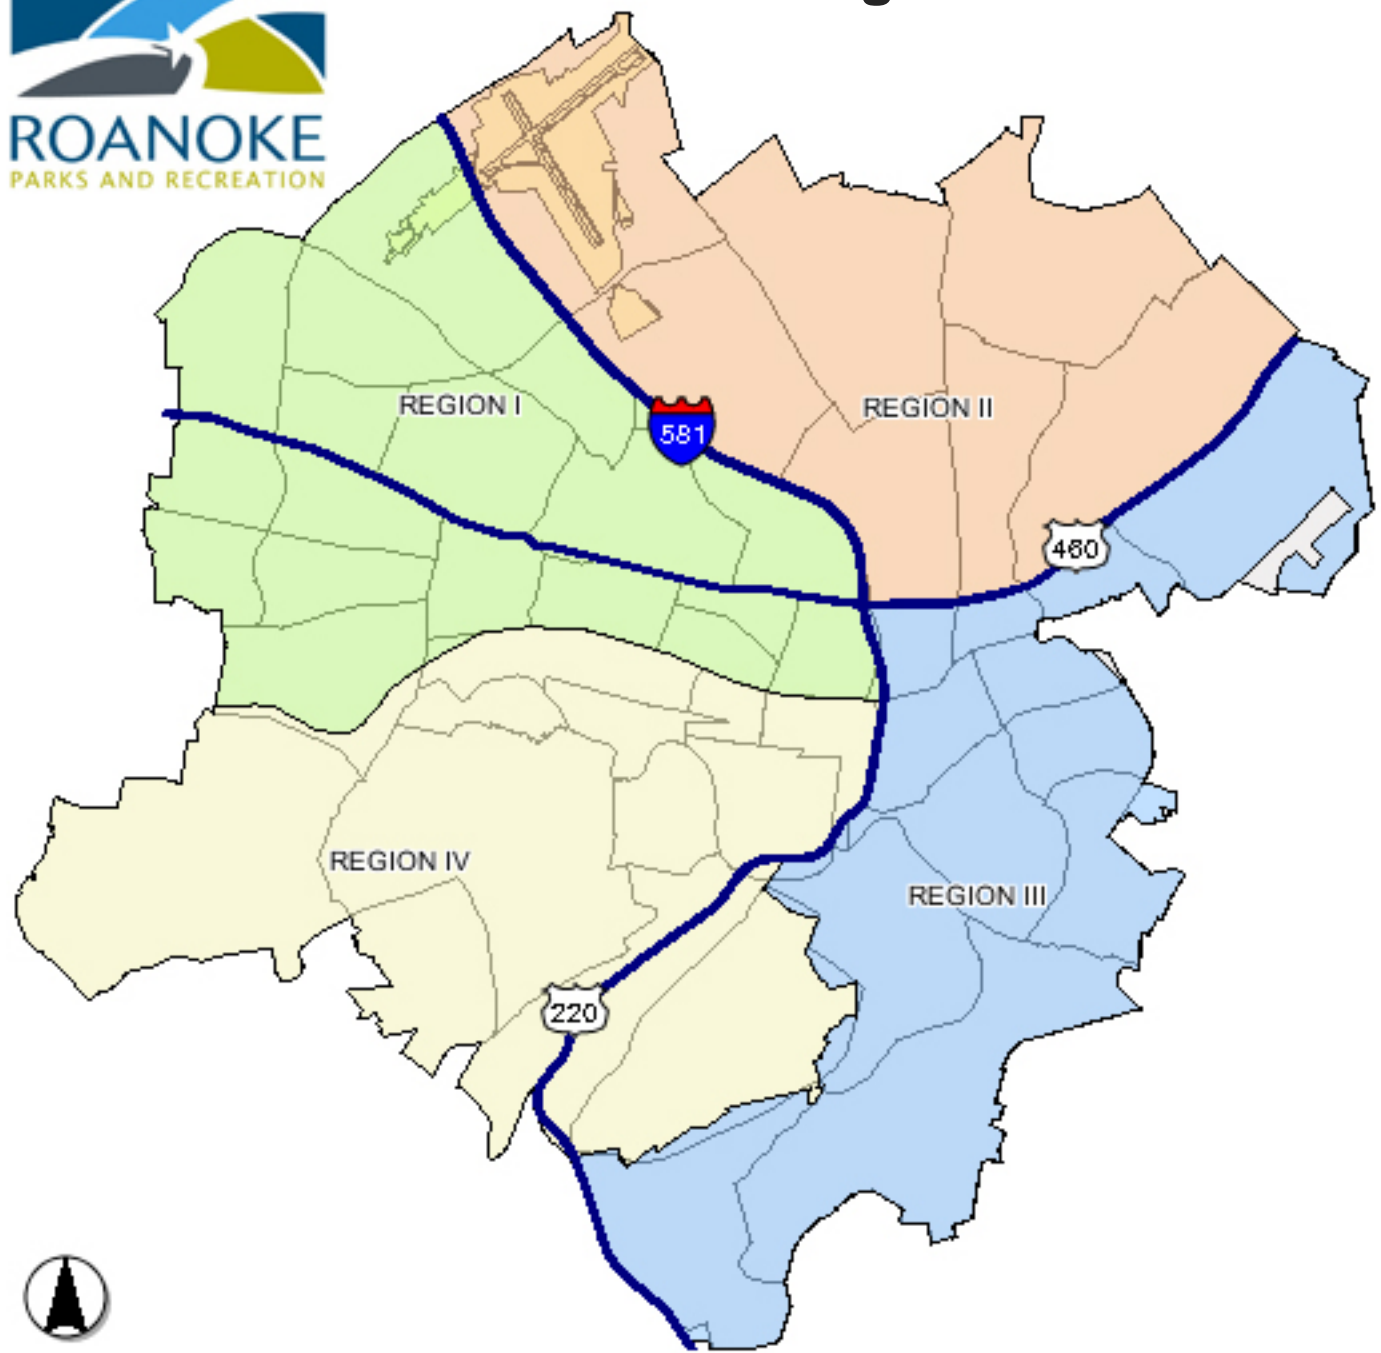 ROANOKE
PARKS AND RECREATION
REGION I
REGION II
581
460
REGION IV
REGION III
220